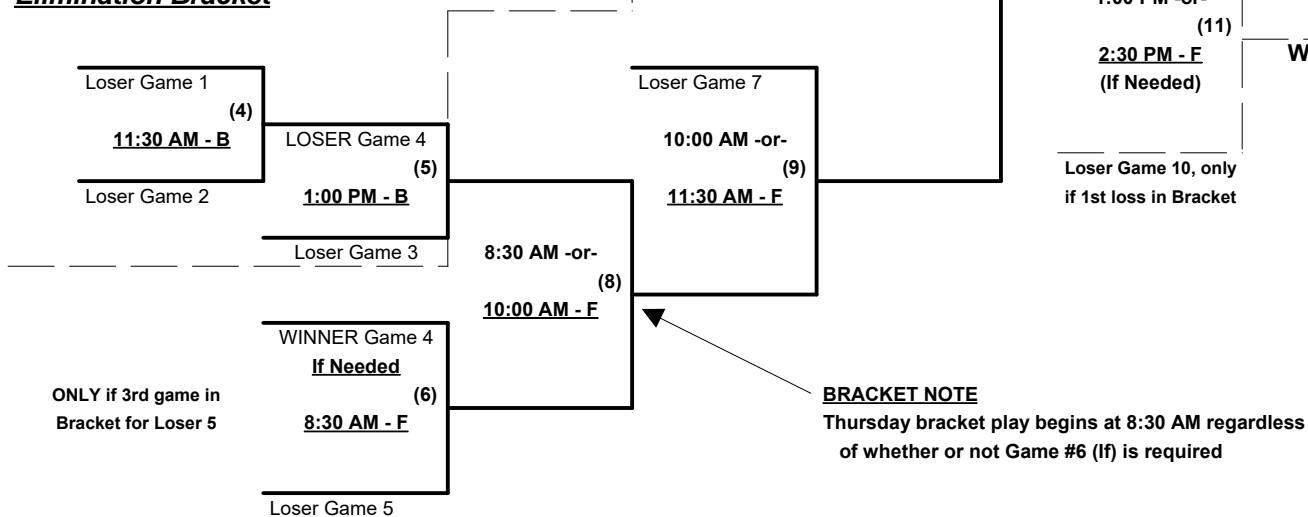 Elimination Bracket
1:00 PM -or-
(11)
2:30 PM - F
(If Needed)
W
Loser Game 1
(4)
11:30 AM - B
Loser Game 2
LOSER Game 4
(5)
1:00 PM - B
Loser Game 3
Loser Game 7
10:00 AM -or-
(9)
11:30 AM - F
Loser Game 10, only
if 1st loss in Bracket
8:30 AM -or-
(8)
10:00 AM - F
WINNER Game 4
If Needed
(6)
8:30 AM - F
Loser Game 5
ONLY if 3rd game in
Bracket for Loser 5
BRACKET NOTE
Thursday bracket play begins at 8:30 AM regardless
of whether or not Game #6 (If) is required